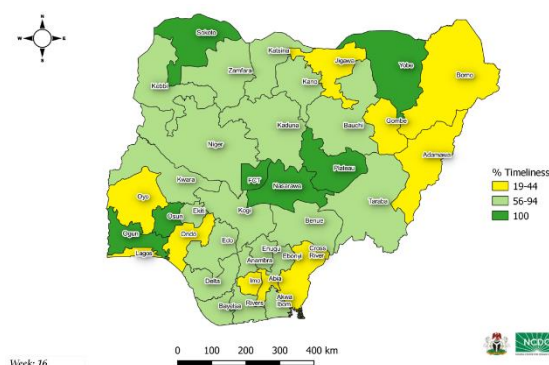 N
W
E
S
Sokoto
Katsina
Jigawa
Yobe
Borno
Zamfara
Kano
Kebbi
Gombe
Bauchi
Kaduna
Adamawa
Niger
Plateau
FCT
Nasarawa
Kwara
Taraba
Oyo
Kogi
Ekiti
Osun
Benue
Ogun
Ondo
Edo
Lagos
Enugu
Cross
River
Anambra
Ebonyi
Delta
Imo
Abia
Akwa
Ibom
Bayelsa
Rivers
% Timeliness
19-44
56-94
100
Week: 16
0 100 200 300 400 km
NCDC